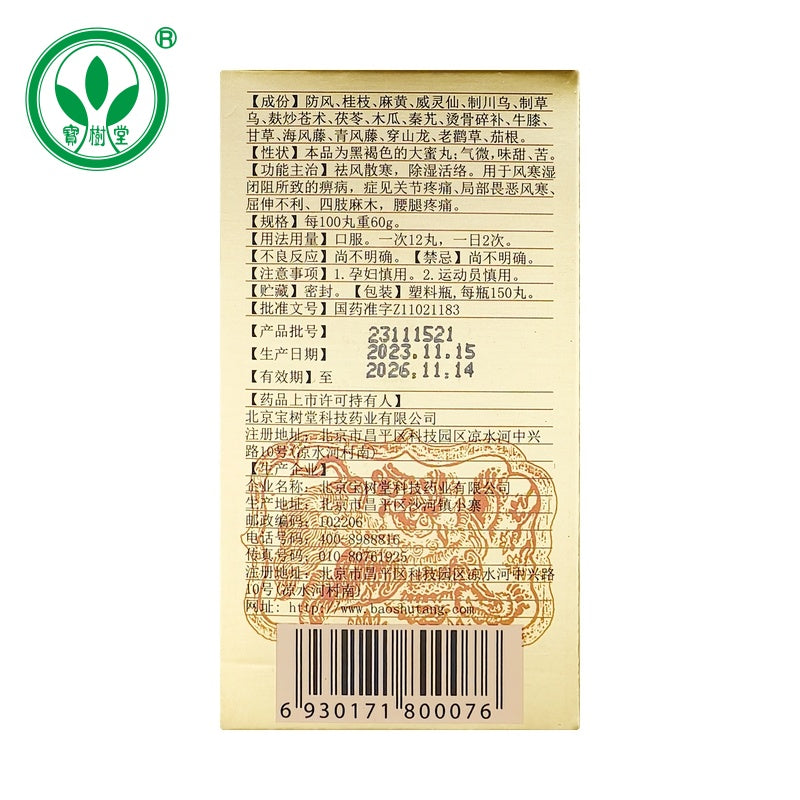 寳樹堂
®
【成份】防风、桂枝、麻黄、威灵仙、制川乌、制草
乌、麸炒苍术、茯苓、木瓜、秦艽、烫骨碎补、牛膝、
甘草、海风藤、青风藤、穿山龙、老鹳草、茄根。
【性状】本品为黑褐色的大蜜丸;气微,味甜、苦。
【功能主治】祛风散寒，除湿活络。用于风寒湿
闭阻所致的痹病，症见关节疼痛、局部畏恶风寒、
屈伸不利、四肢麻木，腰腿疼痛。
【规格】每100丸重60g。
【用法用量】口服。一次12丸，一日2次。
【不良反应】尚不明确。【禁忌】尚不明确。
【注意事项】1.孕妇慎用。2.运动员慎用。
【贮藏】密封。【包装】塑料瓶,每瓶150丸。
【批准文号】国药准字Z11021183
【产品批号】 23111521
【生产日期】 2023.11.15
【有效期】至 2026.11.14
【药品上市许可持有人】
北京宝树堂科技药业有限公司
注册地址：北京市昌平区科技园区凉水河中兴
路10号(凉水河村南)
【生产企业】
企业名称：北京宝树堂科技药业有限公司
生产地址：北京市昌平区沙河镇小寨
邮政编码：102206
电话号码：400-8988816
传真号码：010-80761925
注册地址：北京市昌平区科技园区凉水河中兴路
10号(凉水河村南)
网址：http://www.baoshutang.com
6 930171 800076